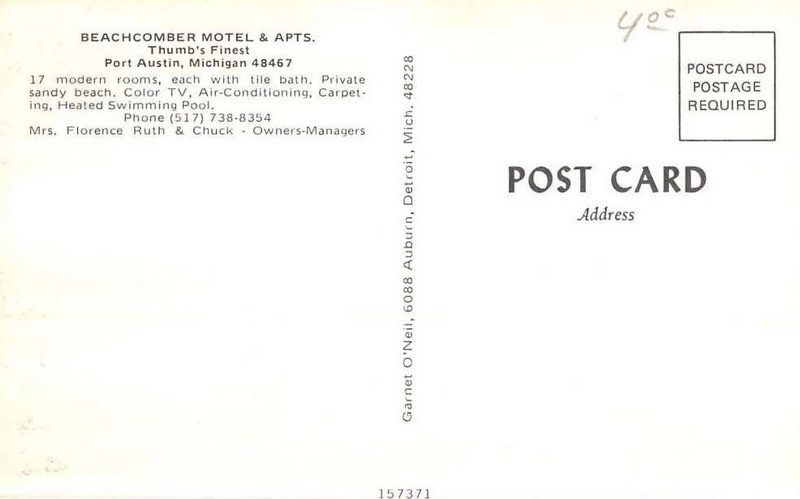 BEACHCOMBER MOTEL & APTS.
Thumb's Finest
Port Austin, Michigan 48467
17 modern rooms, each with tile bath. Private
sandy beach. Color TV, Air-Conditioning, Carpet-
ing, Heated Swimming Pool.
Phone (517) 738-8354
Mrs. Florence Ruth & Chuck - Owners-Managers
Garnet O'Neil, 6088 Auburn, Detroit, Mich. 48228
4.00
POSTCARD
POSTAGE
REQUIRED
POST CARD
Address
157371